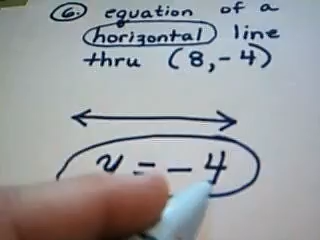 6. equation of a
horizontal line
thru (8, -4)
y = -4